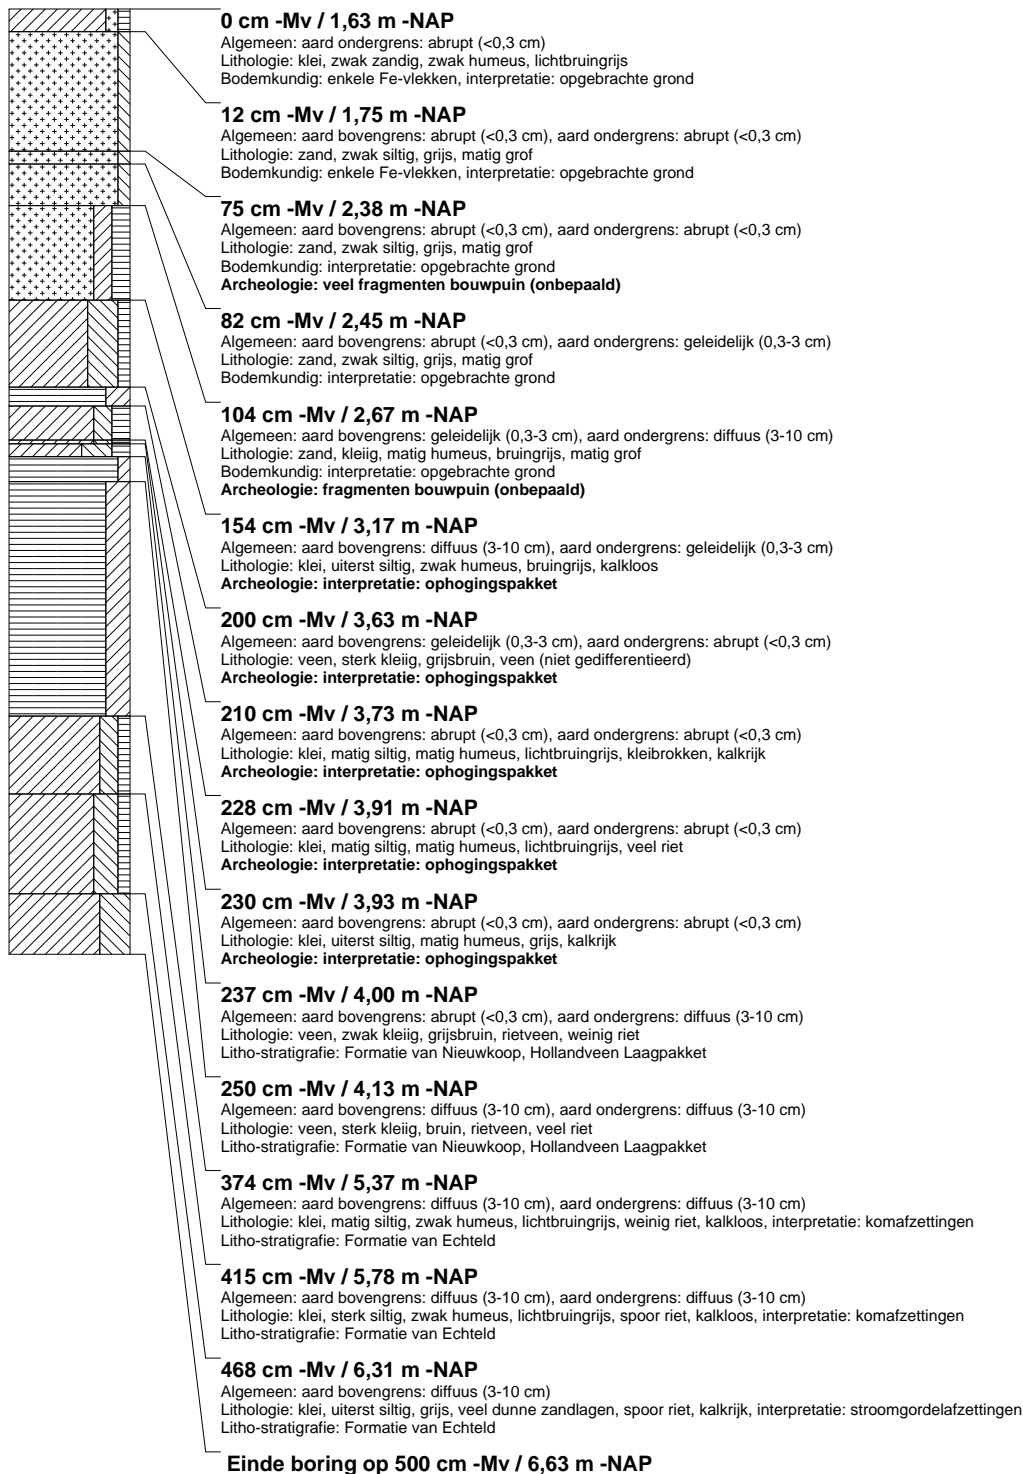 0 cm -Mv / 1,63 m -NAP
Algemeen: aard ondergrens: abrupt (<0,3 cm)
Lithologie: klei, zwak zandig, zwak humeus, lichtbruingrijs
Bodemkundig: enkele Fe-vlekken, interpretatie: opgebrachte grond
12 cm -Mv / 1,75 m -NAP
Algemeen: aard bovengrens: abrupt (<0,3 cm), aard ondergrens: abrupt (<0,3 cm)
Lithologie: zand, zwak siltig, grijs, matig grof
Bodemkundig: enkele Fe-vlekken, interpretatie: opgebrachte grond
75 cm -Mv / 2,38 m -NAP
Algemeen: aard bovengrens: abrupt (<0,3 cm), aard ondergrens: abrupt (<0,3 cm)
Lithologie: zand, zwak siltig, grijs, matig grof
Bodemkundig: interpretatie: opgebrachte grond
Archeologie: veel fragmenten bouwpuin (onbepaald)
82 cm -Mv / 2,45 m -NAP
Algemeen: aard bovengrens: abrupt (<0,3 cm), aard ondergrens: geleidelijk (0,3-3 cm)
Lithologie: zand, zwak siltig, grijs, matig grof
Bodemkundig: interpretatie: opgebrachte grond
104 cm -Mv / 2,67 m -NAP
Algemeen: aard bovengrens: geleidelijk (0,3-3 cm), aard ondergrens: diffuus (3-10 cm)
Lithologie: zand, kleiig, matig humeus, bruingrijs, matig grof
Bodemkundig: interpretatie: opgebrachte grond
Archeologie: fragmenten bouwpuin (onbepaald)
154 cm -Mv / 3,17 m -NAP
Algemeen: aard bovengrens: diffuus (3-10 cm), aard ondergrens: geleidelijk (0,3-3 cm)
Lithologie: klei, uiterst siltig, zwak humeus, bruingrijs, kalkloos
Archeologie: interpretatie: ophogingspakket
200 cm -Mv / 3,63 m -NAP
Algemeen: aard bovengrens: geleidelijk (0,3-3 cm), aard ondergrens: abrupt (<0,3 cm)
Lithologie: veen, sterk kleiig, grijsbruin, veen (niet gedifferentieerd)
Archeologie: interpretatie: ophogingspakket
210 cm -Mv / 3,73 m -NAP
Algemeen: aard bovengrens: abrupt (<0,3 cm), aard ondergrens: abrupt (<0,3 cm)
Lithologie: klei, matig siltig, matig humeus, lichtbruingrijs, kleibrokken, kalkrijk
Archeologie: interpretatie: ophogingspakket
228 cm -Mv / 3,91 m -NAP
Algemeen: aard bovengrens: abrupt (<0,3 cm), aard ondergrens: abrupt (<0,3 cm)
Lithologie: klei, matig siltig, matig humeus, lichtbruingrijs, veel riet
Archeologie: interpretatie: ophogingspakket
230 cm -Mv / 3,93 m -NAP
Algemeen: aard bovengrens: abrupt (<0,3 cm), aard ondergrens: abrupt (<0,3 cm)
Lithologie: klei, uiterst siltig, matig humeus, grijs, kalkrijk
Archeologie: interpretatie: ophogingspakket
237 cm -Mv / 4,00 m -NAP
Algemeen: aard bovengrens: abrupt (<0,3 cm), aard ondergrens: diffuus (3-10 cm)
Lithologie: veen, zwak kleiig, grijsbruin, rietveen, weinig riet
Litho-stratigrafie: Formatie van Nieuwkoop, Hollandveen Laagpakket
250 cm -Mv / 4,13 m -NAP
Algemeen: aard bovengrens: diffuus (3-10 cm), aard ondergrens: diffuus (3-10 cm)
Lithologie: veen, sterk kleiig, bruin, rietveen, veel riet
Litho-stratigrafie: Formatie van Nieuwkoop, Hollandveen Laagpakket
374 cm -Mv / 5,37 m -NAP
Algemeen: aard bovengrens: diffuus (3-10 cm), aard ondergrens: diffuus (3-10 cm)
Lithologie: klei, matig siltig, zwak humeus, lichtbruingrijs, weinig riet, kalkloos, interpretatie: komafzettingen
Litho-stratigrafie: Formatie van Echteld
415 cm -Mv / 5,78 m -NAP
Algemeen: aard bovengrens: diffuus (3-10 cm), aard ondergrens: diffuus (3-10 cm)
Lithologie: klei, sterk siltig, zwak humeus, lichtbruingrijs, spoor riet, kalkloos, interpretatie: komafzettingen
Litho-stratigrafie: Formatie van Echteld
468 cm -Mv / 6,31 m -NAP
Algemeen: aard bovengrens: diffuus (3-10 cm)
Lithologie: klei, uiterst siltig, grijs, veel dunne zandlagen, spoor riet, kalkrijk, interpretatie: stroomgordelafzettingen
Litho-stratigrafie: Formatie van Echteld
Einde boring op 500 cm -Mv / 6,63 m -NAP